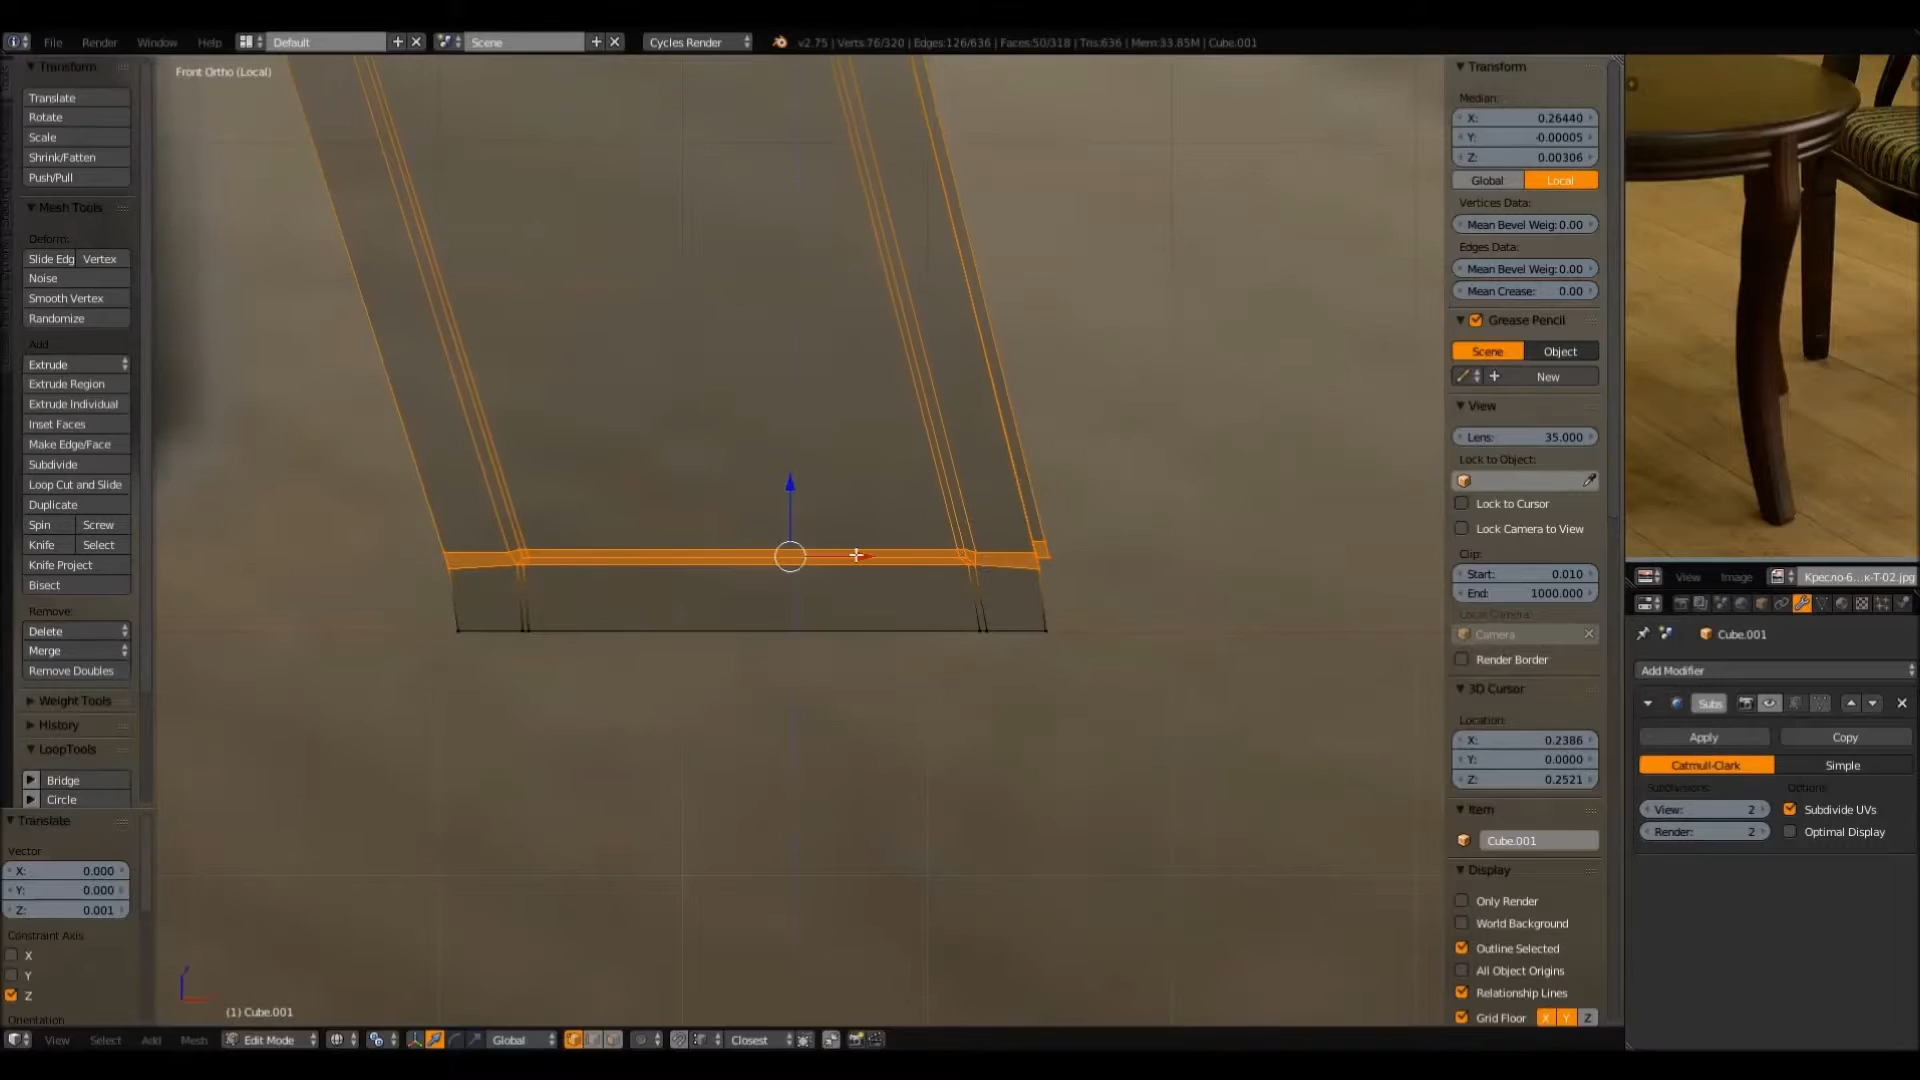 File Render Window Help Default Scene Cycles Render v2.75 | Verts:76/320 | Edges:126/636 | Faces:50/318 | Tris:636 | Mem:33.85M | Cube.001
Transform
Translate
Rotate
Scale
Shrink/Fatten
Push/Pull
Mesh Tools
Deform:
Slide Edg Vertex
Noise
Smooth Vertex
Randomize
Add
Extrude
Extrude Region
Extrude Individual
Inset Faces
Make Edge/Face
Subdivide
Loop Cut and Slide
Duplicate
Spin Screw
Knife Select
Knife Project
Bisect
Remove:
Delete
Merge
Remove Doubles
Weight Tools
History
LoopTools
Bridge
Circle
Translate
Vector
X: 0.000
Y: 0.000
Z: 0.001
Constraint Axis
X
Y
Z
Orientation
Front Ortho (Local)
(1) Cube.001
View Select Add Mesh Edit Mode Global Closest
Transform
Median:
X: 0.26440
Y: -0.00005
Z: 0.00306
Global Local
Vertices Data:
Mean Bevel Weig: 0.00
Edges Data:
Mean Bevel Weig: 0.00
Mean Crease: 0.00
Grease Pencil
Scene Object
New
View
Lens: 35.000
Lock to Object:
Lock to Cursor
Lock Camera to View
Clip:
Start: 0.010
End: 1000.000
Local Camera:
Camera
Render Border
3D Cursor
Location:
X: 0.2386
Y: 0.0000
Z: 0.2521
Item
Cube.001
Display
Only Render
World Background
Outline Selected
All Object Origins
Relationship Lines
Grid Floor X Y Z
View Image Кресло-б...к-Т-02.jpg
Cube.001
Add Modifier
Subs
Apply Copy
Catmull-Clark Simple
Subdivisions: Options:
View: 2 Subdivide UVs
Render: 2 Optimal Display